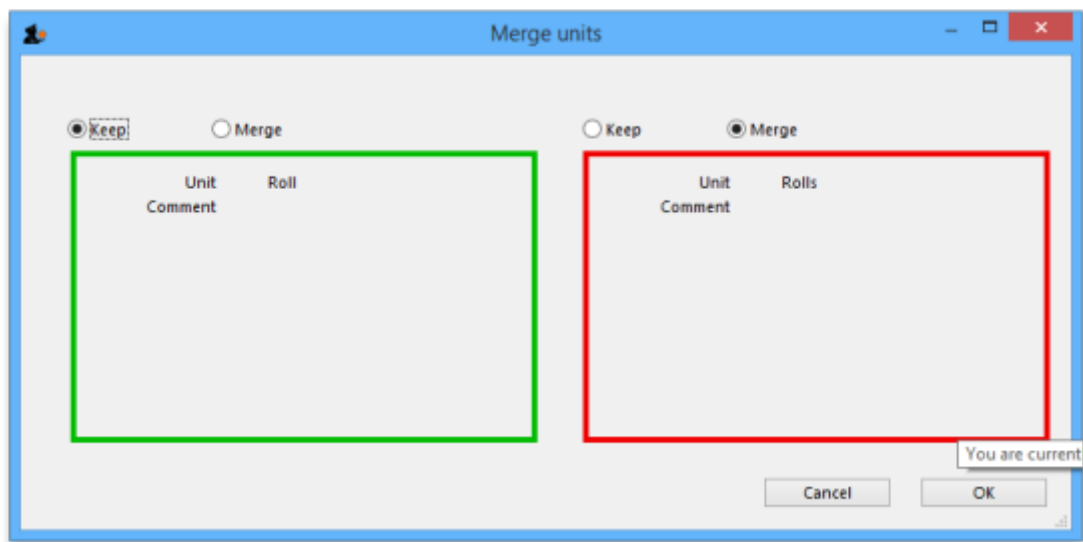 Merge units
Keep Merge Keep Merge
Unit Roll Unit Rolls
Comment Comment
You are current
Cancel OK